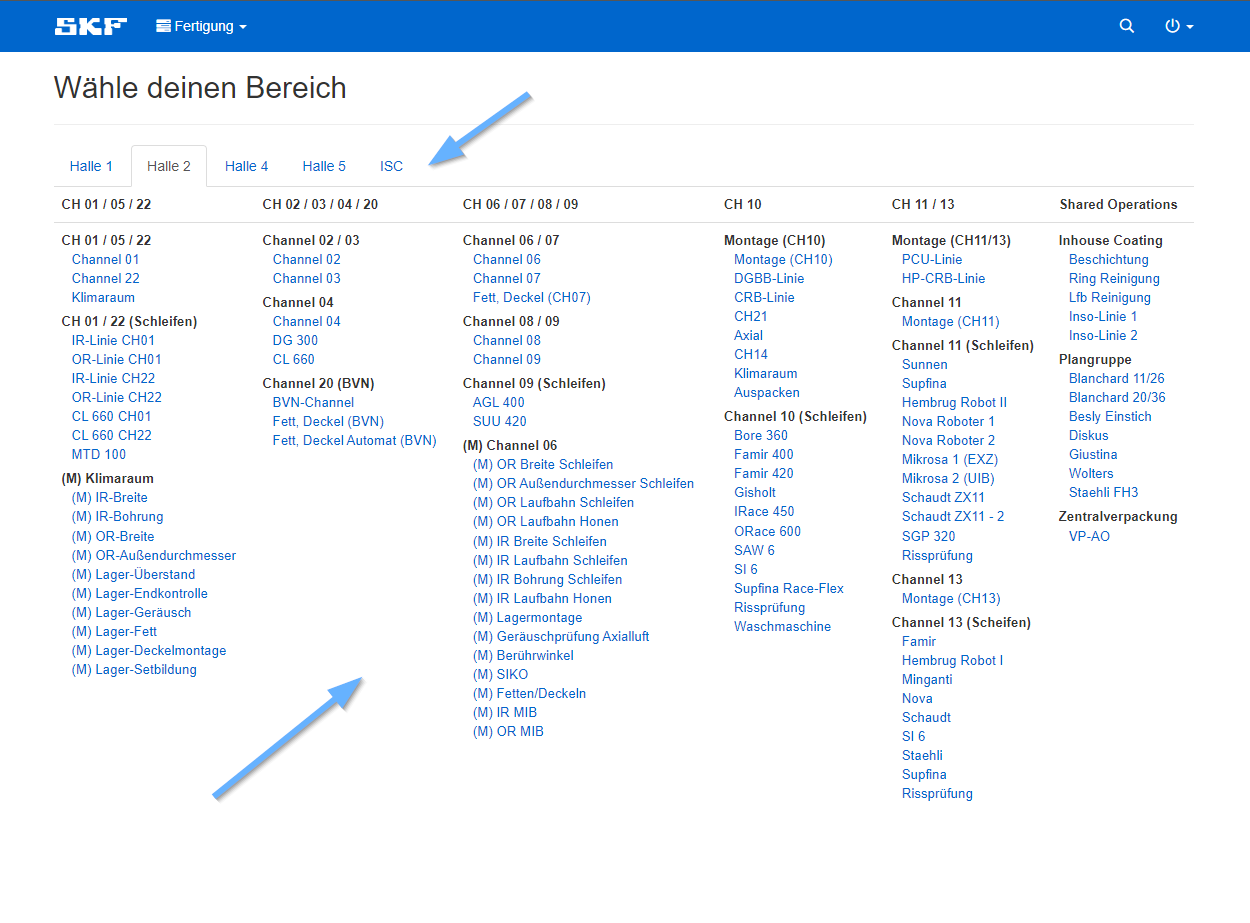 SKF Fertigung
Wähle deinen Bereich
Halle 1 Halle 2 Halle 4 Halle 5 ISC
CH 01 / 05 / 22
CH 01 / 05 / 22
Channel 01
Channel 22
Klimaraum
CH 01 / 22 (Schleifen)
IR-Linie CH01
OR-Linie CH01
IR-Linie CH22
OR-Linie CH22
CL 660 CH01
CL 660 CH22
MTD 100
(M) Klimaraum
(M) IR-Breite
(M) IR-Bohrung
(M) OR-Breite
(M) OR-Außendurchmesser
(M) Lager-Überstand
(M) Lager-Endkontrolle
(M) Lager-Geräusch
(M) Lager-Fett
(M) Lager-Deckelmontage
(M) Lager-Setbildung
CH 02 / 03 / 04 / 20
Channel 02 / 03
Channel 02
Channel 03
Channel 04
Channel 04
DG 300
CL 660
Channel 20 (BVN)
BVN-Channel
Fett, Deckel (BVN)
Fett, Deckel Automat (BVN)
CH 06 / 07 / 08 / 09
Channel 06 / 07
Channel 06
Channel 07
Fett, Deckel (CH07)
Channel 08 / 09
Channel 08
Channel 09
Channel 09 (Schleifen)
AGL 400
SUU 420
(M) Channel 06
(M) OR Breite Schleifen
(M) OR Außendurchmesser Schleifen
(M) OR Laufbahn Schleifen
(M) OR Laufbahn Honen
(M) IR Breite Schleifen
(M) IR Laufbahn Schleifen
(M) IR Bohrung Schleifen
(M) IR Laufbahn Honen
(M) Lagermontage
(M) Geräuschprüfung Axialluft
(M) Berührwinkel
(M) SIKO
(M) Fetten/Deckeln
(M) IR MIB
(M) OR MIB
CH 10
Montage (CH10)
Montage (CH10)
DGBB-Linie
CRB-Linie
CH21
Axial
CH14
Klimaraum
Auspacken
Channel 10 (Schleifen)
Bore 360
Famir 400
Famir 420
Gisholt
IRace 450
ORace 600
SAW 6
SI 6
Supfina Race-Flex
Rissprüfung
Waschmaschine
CH 11 / 13
Montage (CH11/13)
PCU-Linie
HP-CRB-Linie
Channel 11
Montage (CH11)
Channel 11 (Schleifen)
Sunnen
Supfina
Hembrug Robot II
Nova Roboter 1
Nova Roboter 2
Mikrosa 1 (EXZ)
Mikrosa 2 (UIB)
Schaudt ZX11
Schaudt ZX11 - 2
SGP 320
Rissprüfung
Channel 13
Montage (CH13)
Channel 13 (Scheifen)
Famir
Hembrug Robot I
Minganti
Nova
Schaudt
SI 6
Staehli
Supfina
Rissprüfung
Shared Operations
Inhouse Coating
Beschichtung
Ring Reinigung
Lfb Reinigung
Inso-Linie 1
Inso-Linie 2
Plangruppe
Blanchard 11/26
Blanchard 20/36
Besly Einstich
Diskus
Giustina
Wolters
Staehli FH3
Zentralverpackung
VP-AO